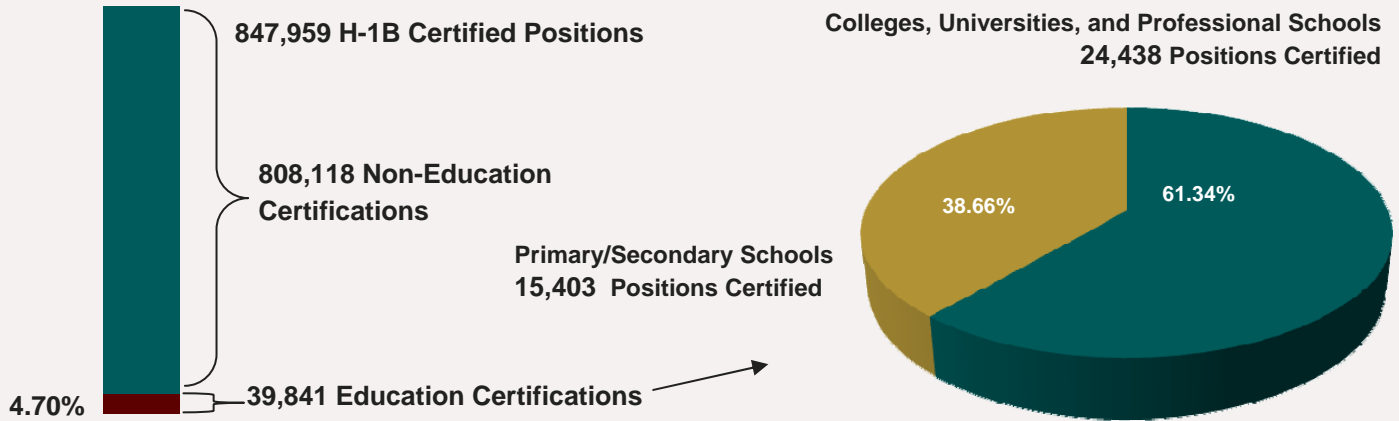 847,959 H-1B Certified Positions
808,118 Non-Education
Certifications
39,841 Education Certifications
4.70%
Colleges, Universities, and Professional Schools
24,438 Positions Certified
38.66%
61.34%
Primary/Secondary Schools
15,403 Positions Certified